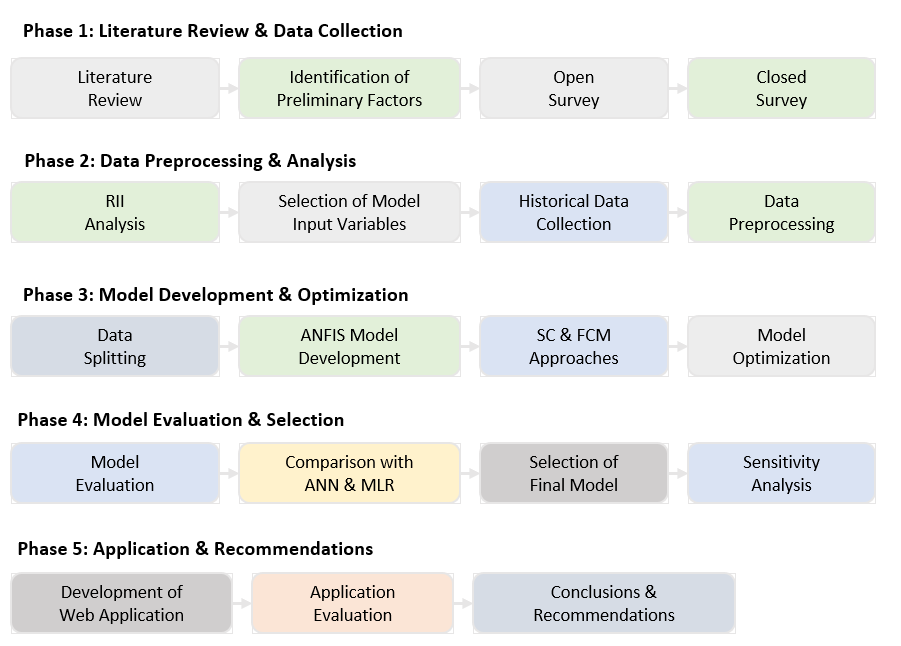 Phase 1: Literature Review & Data Collection
Literature
Review
Identification of
Preliminary Factors
Open
Survey
Closed
Survey
Phase 2: Data Preprocessing & Analysis
RII
Analysis
Selection of Model
Input Variables
Historical Data
Collection
Data
Preprocessing
Phase 3: Model Development & Optimization
Data
Splitting
ANFIS Model
Development
SC & FCM
Approaches
Model
Optimization
Phase 4: Model Evaluation & Selection
Model
Evaluation
Comparison with
ANN & MLR
Selection of
Final Model
Sensitivity
Analysis
Phase 5: Application & Recommendations
Development of
Web Application
Application
Evaluation
Conclusions &
Recommendations